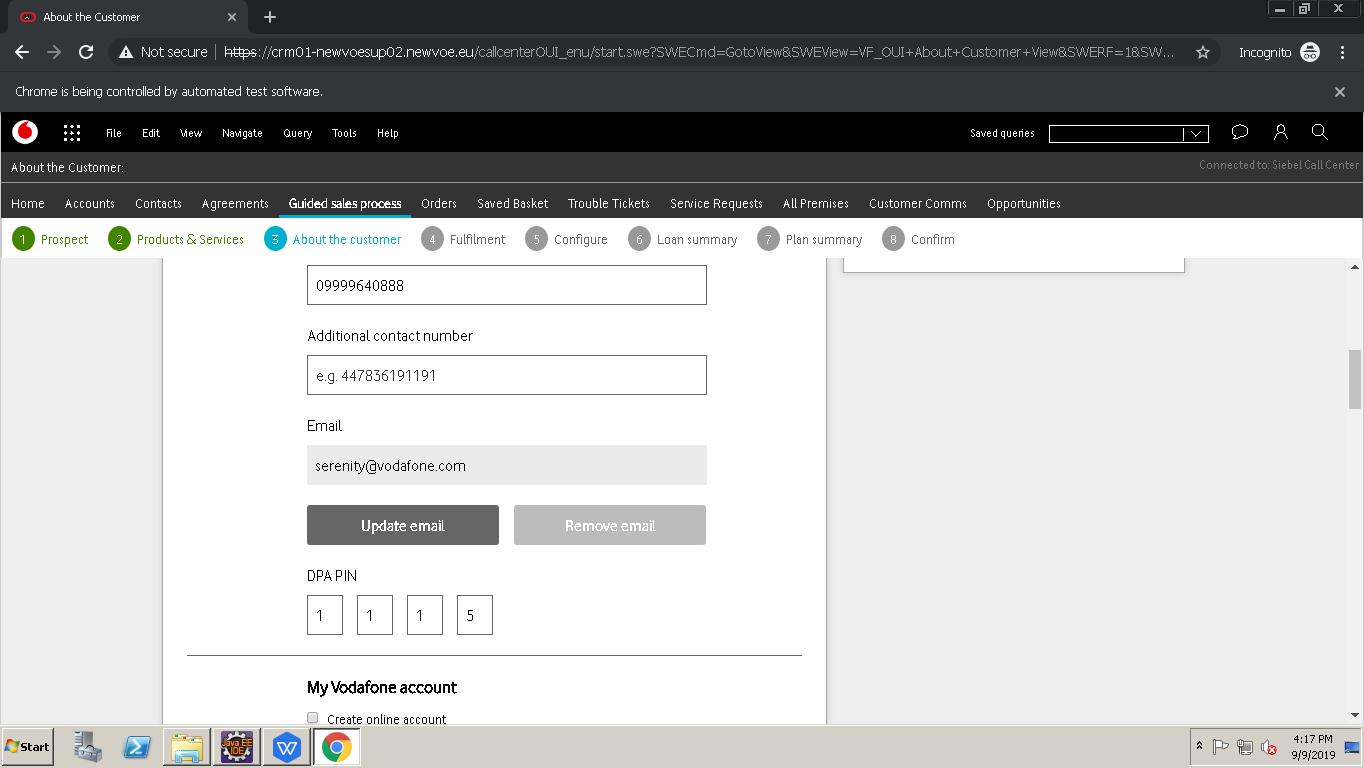 About the Customer
Not secure https://crm01-newvoesup02.newvoe.eu/callcenterOUI_enu/start.swe?SWECmd=GotoView&SWEView=VF_OUI+About+Customer+View&SWERF=1&SW... Incognito
Chrome is being controlled by automated test software.
File Edit View Navigate Query Tools Help Saved queries
About the Customer: Connected to: Siebel Call Center
Home Accounts Contacts Agreements Guided sales process Orders Saved Basket Trouble Tickets Service Requests All Premises Customer Comms Opportunities
1 Prospect 2 Products & Services 3 About the customer 4 Fulfilment 5 Configure 6 Loan summary 7 Plan summary 8 Confirm
09999640888
Additional contact number
e.g. 447836191191
Email
serenity@vodafone.com
Update email Remove email
DPA PIN
1 1 1 5
My Vodafone account
Create online account
Start Java EE IDE W 4:17 PM
9/9/2019